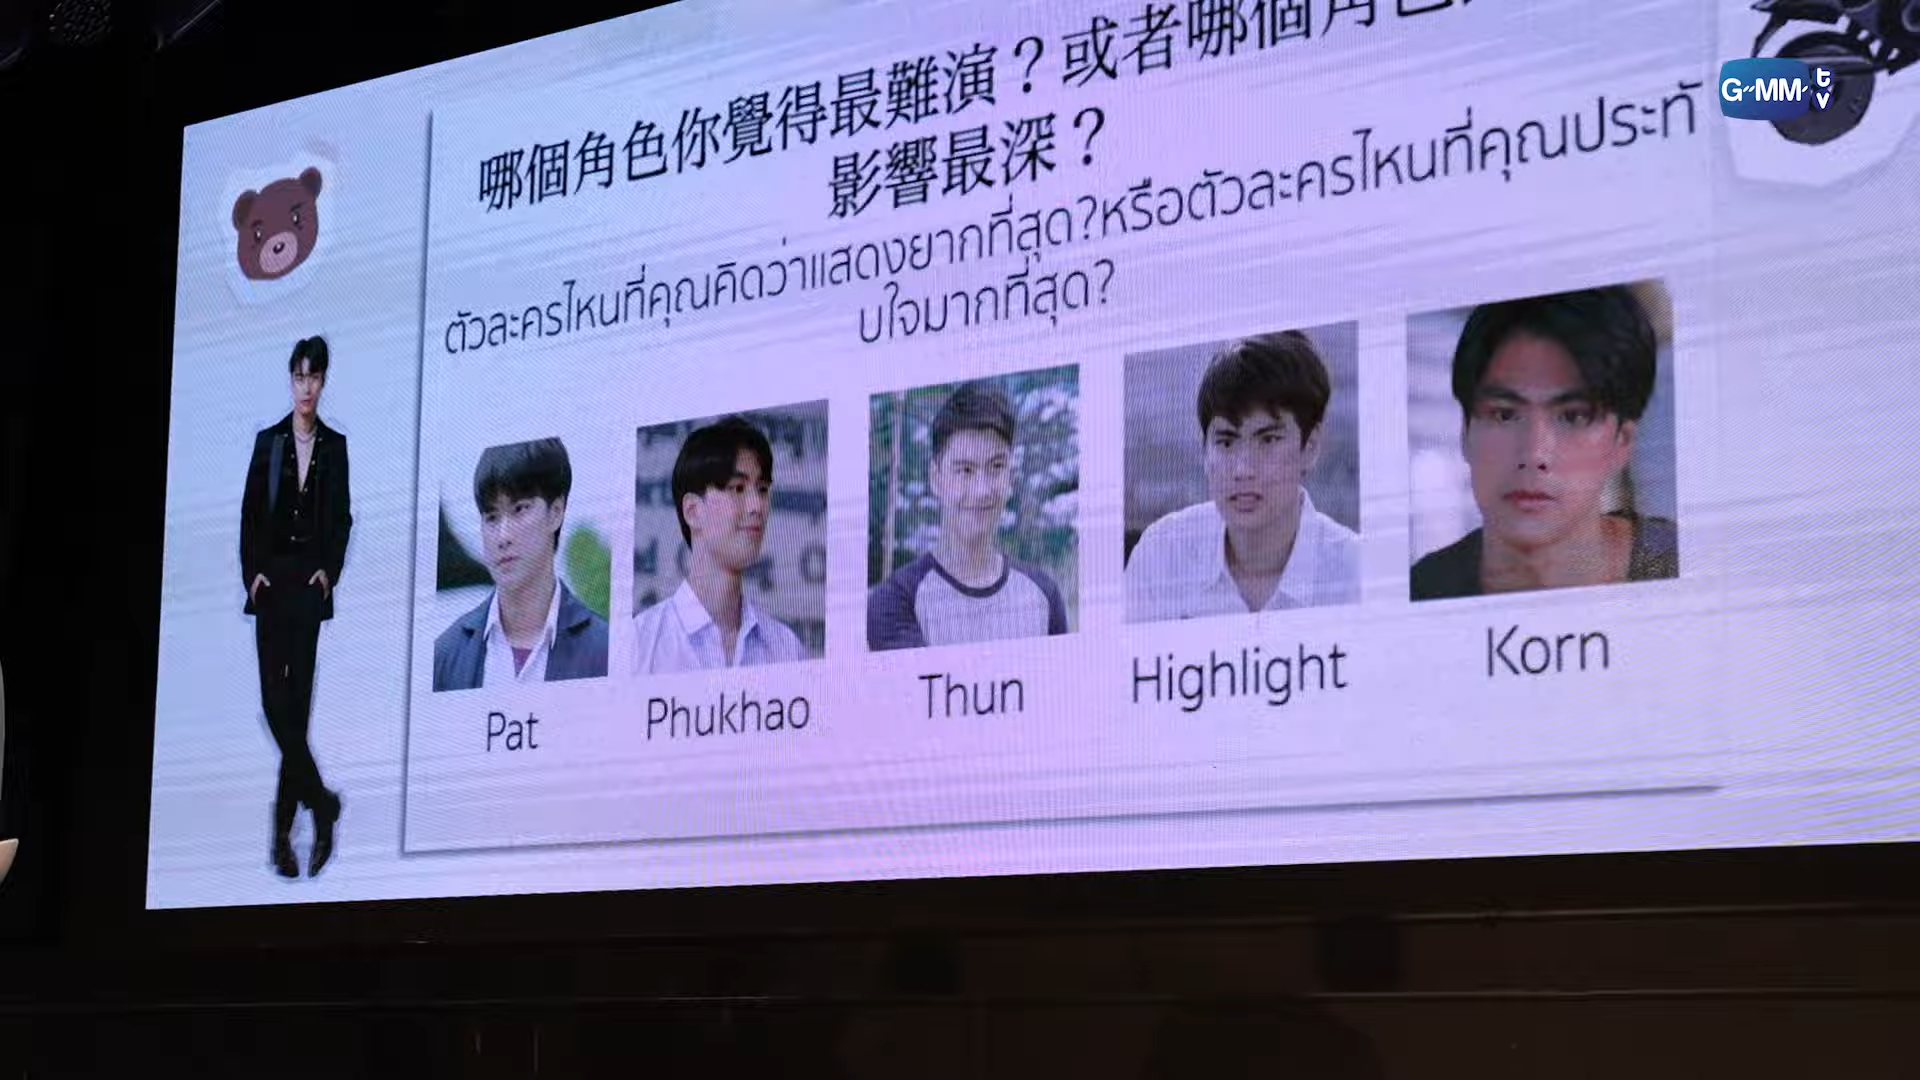 哪個角色你覺得最難演？或者哪個角色
影響最深？
ตัวละครไหนที่คุณคิดว่าแสดงยากที่สุด?หรือตัวละครไหนที่คุณประทั
บใจมากที่สุด?
Pat
Phukhao
Thun
Highlight
Korn
GMM tv